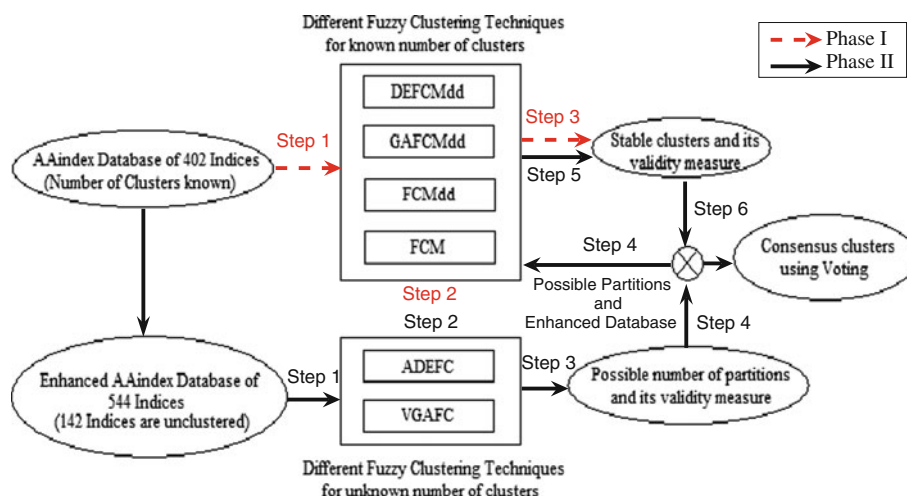 Different Fuzzy Clustering Techniques
for known number of clusters
Phase I
Phase II
DEFCMdd
GAFCMdd
FCMdd
FCM
Step 1
Step 3
AAindex Database of 402 Indices
(Number of Clusters known)
Stable clusters and its
validity measure
Step 5
Step 6
Step 4
Consensus clusters
using Voting
Possible Partitions
and
Enhanced Database
Step 2
Step 2
Step 4
Enhanced AAindex Database of
544 Indices
(142 Indices are unclustered)
Step 1
ADEFC
VGAFC
Step 3
Possible number of partitions
and its validity measure
Different Fuzzy Clustering Techniques
for unknown number of clusters